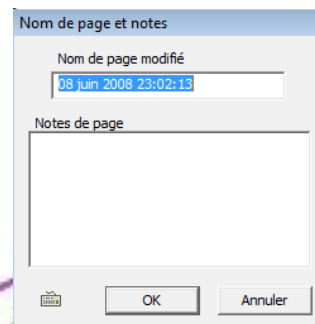 Nom de page et notes
Nom de page modifié
08 juin 2008 23:02:13
Notes de page
OK
Annuler